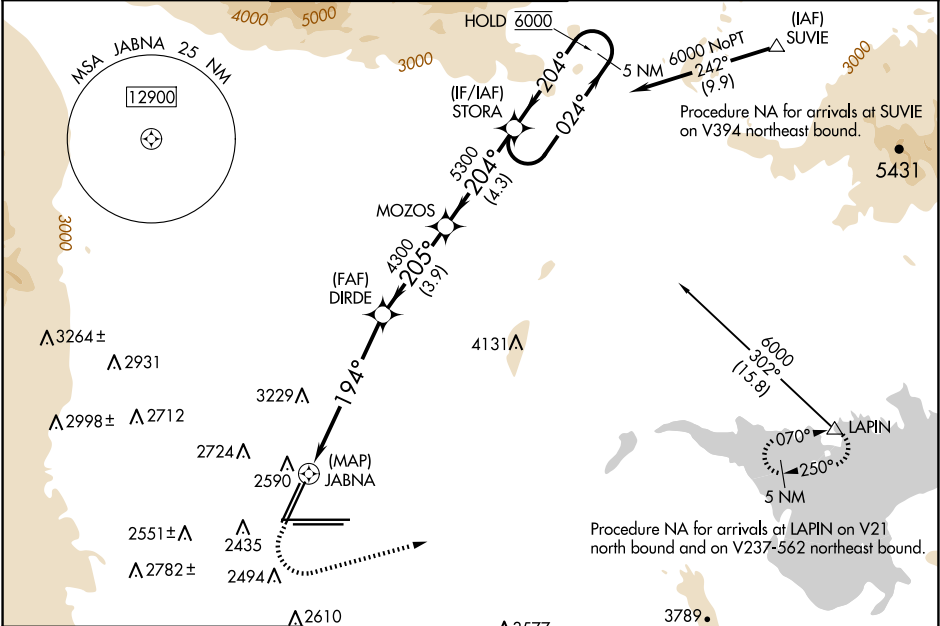 4000
5000
3000
HOLD 6000
5 NM
204°
024°
(IAF)
SUVIE
6000 NoPT
242°
(9.9)
3000
Procedure NA for arrivals at SUVIE
on V394 northeast bound.
5431
MSA JABNA 25 NM
12900
(IF/IAF)
STORA
5300
204°
(4.3)
MOZOS
4300
205°
(3.9)
3000
(FAF)
DIRDE
194°
3264±
2931
4131
6000
302°
(15.8)
3229
2998±
2712
LAPIN
070°
250°
5 NM
2724
2590
(MAP)
JABNA
Procedure NA for arrivals at LAPIN on V21
north bound and on V237-562 northeast bound.
2551±
2435
2782±
2494
2610
3577
3789